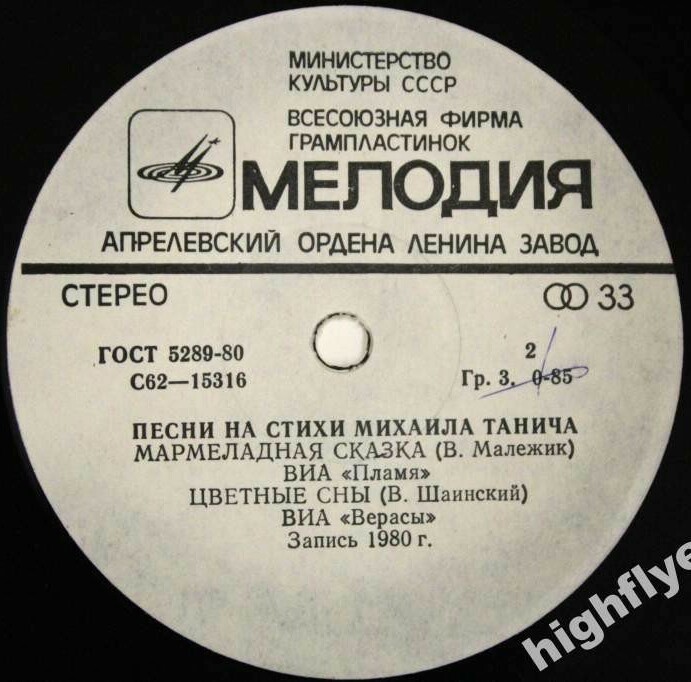 МИНИСТЕРСТВО
КУЛЬТУРЫ СССР
ВСЕСОЮЗНАЯ ФИРМА
ГРАМПЛАСТИНОК
МЕЛОДИЯ
АПРЕЛЕВСКИЙ ОРДЕНА ЛЕНИНА ЗАВОД
СТЕРЕО 33
ГОСТ 5289-80 2
С62—15316 Гр. 3. 0-85
ПЕСНИ НА СТИХИ МИХАИЛА ТАНИЧА
МАРМЕЛАДНАЯ СКАЗКА (В. Малежик)
ВИА «Пламя»
ЦВЕТНЫЕ СНЫ (В. Шаинский)
ВИА «Верасы»
Запись 1980 г.
highflye